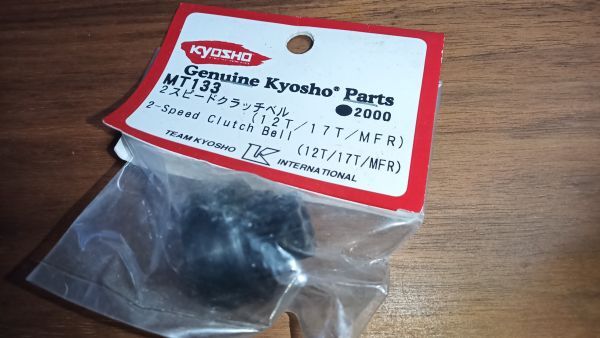 KYOSHO
Genuine Kyosho® Parts
MT133
●2000
2スピードクラッチベル
(12T/17T/MFR)
2-Speed Clutch Bell
(12T/17T/MFR)
TEAM KYOSHO K INTERNATIONAL